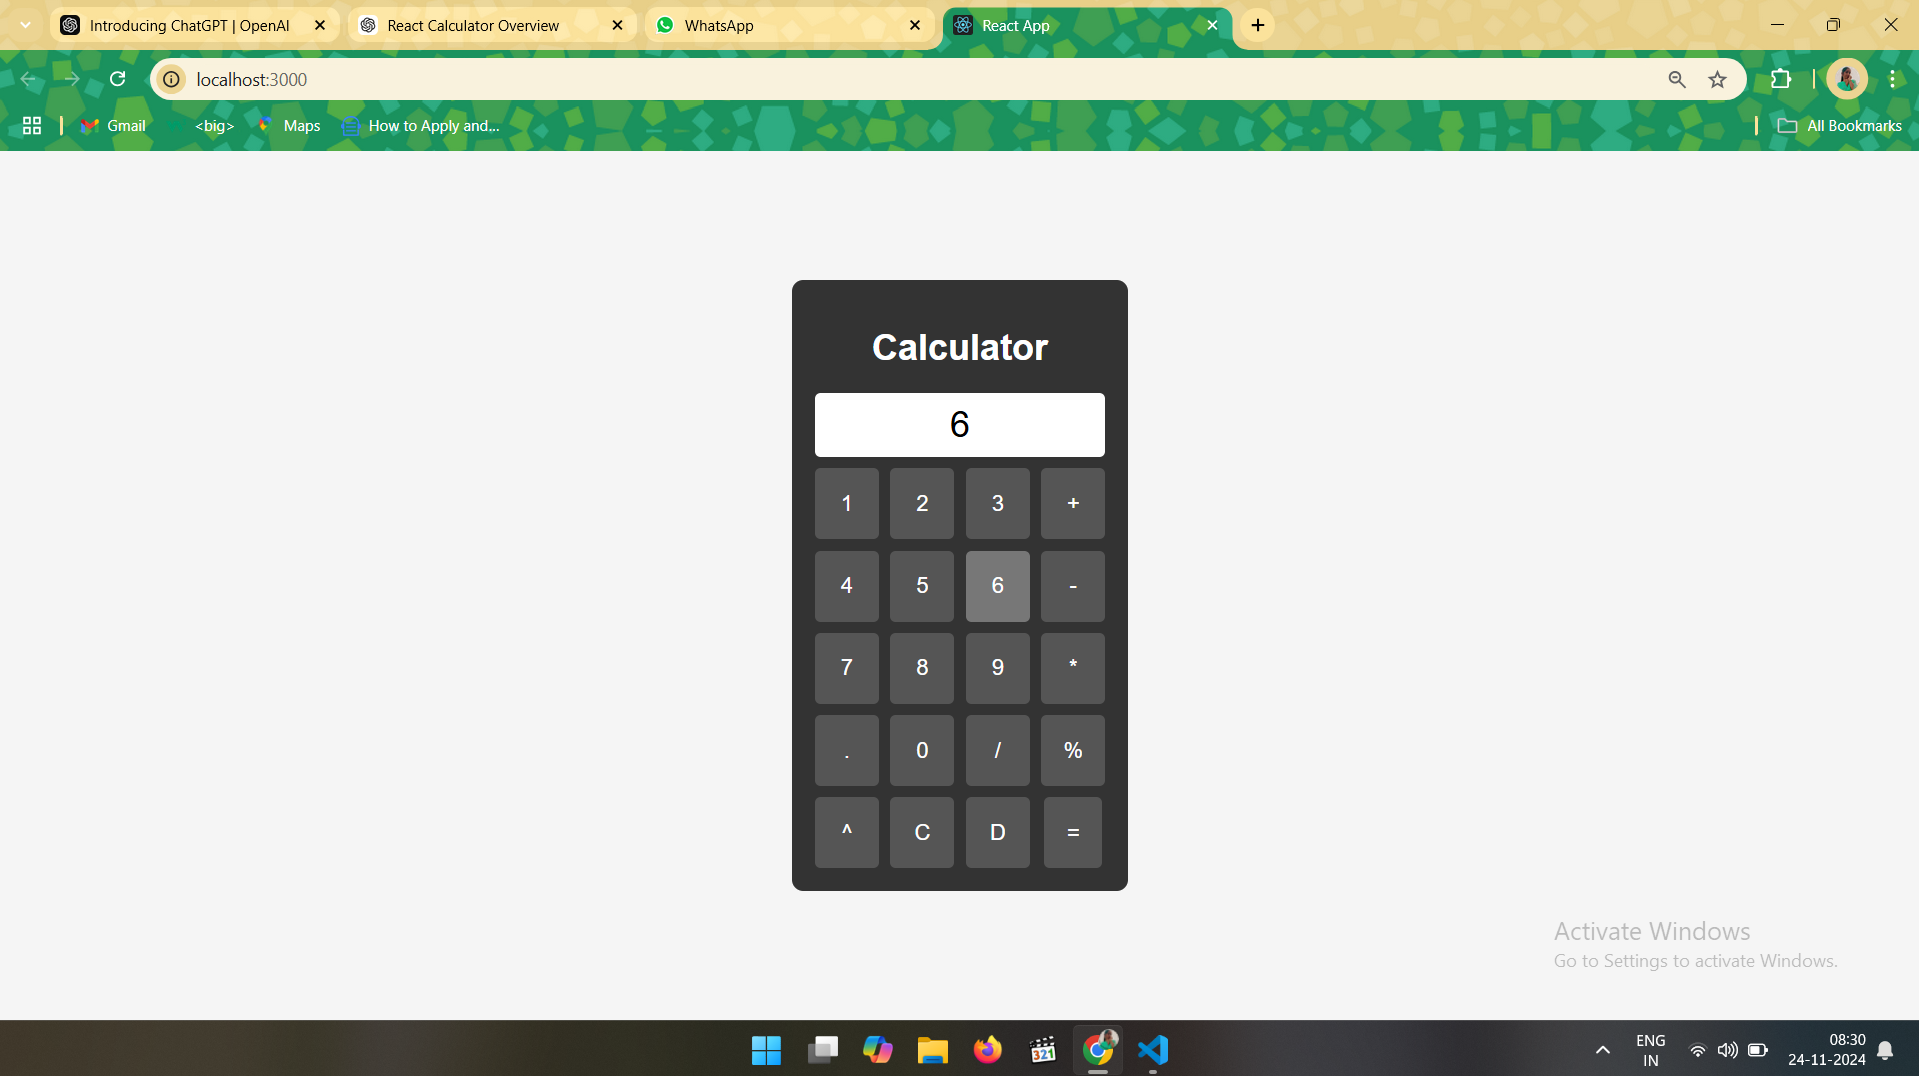 Introducing ChatGPT | OpenAI
React Calculator Overview
WhatsApp
React App
localhost:3000
Gmail
<big>
Maps
How to Apply and...
All Bookmarks
Calculator
6
1 2 3 +
4 5 6 -
7 8 9 *
. 0 / %
^ C D =
Activate Windows
Go to Settings to activate Windows.
321
ENG
IN
08:30
24-11-2024